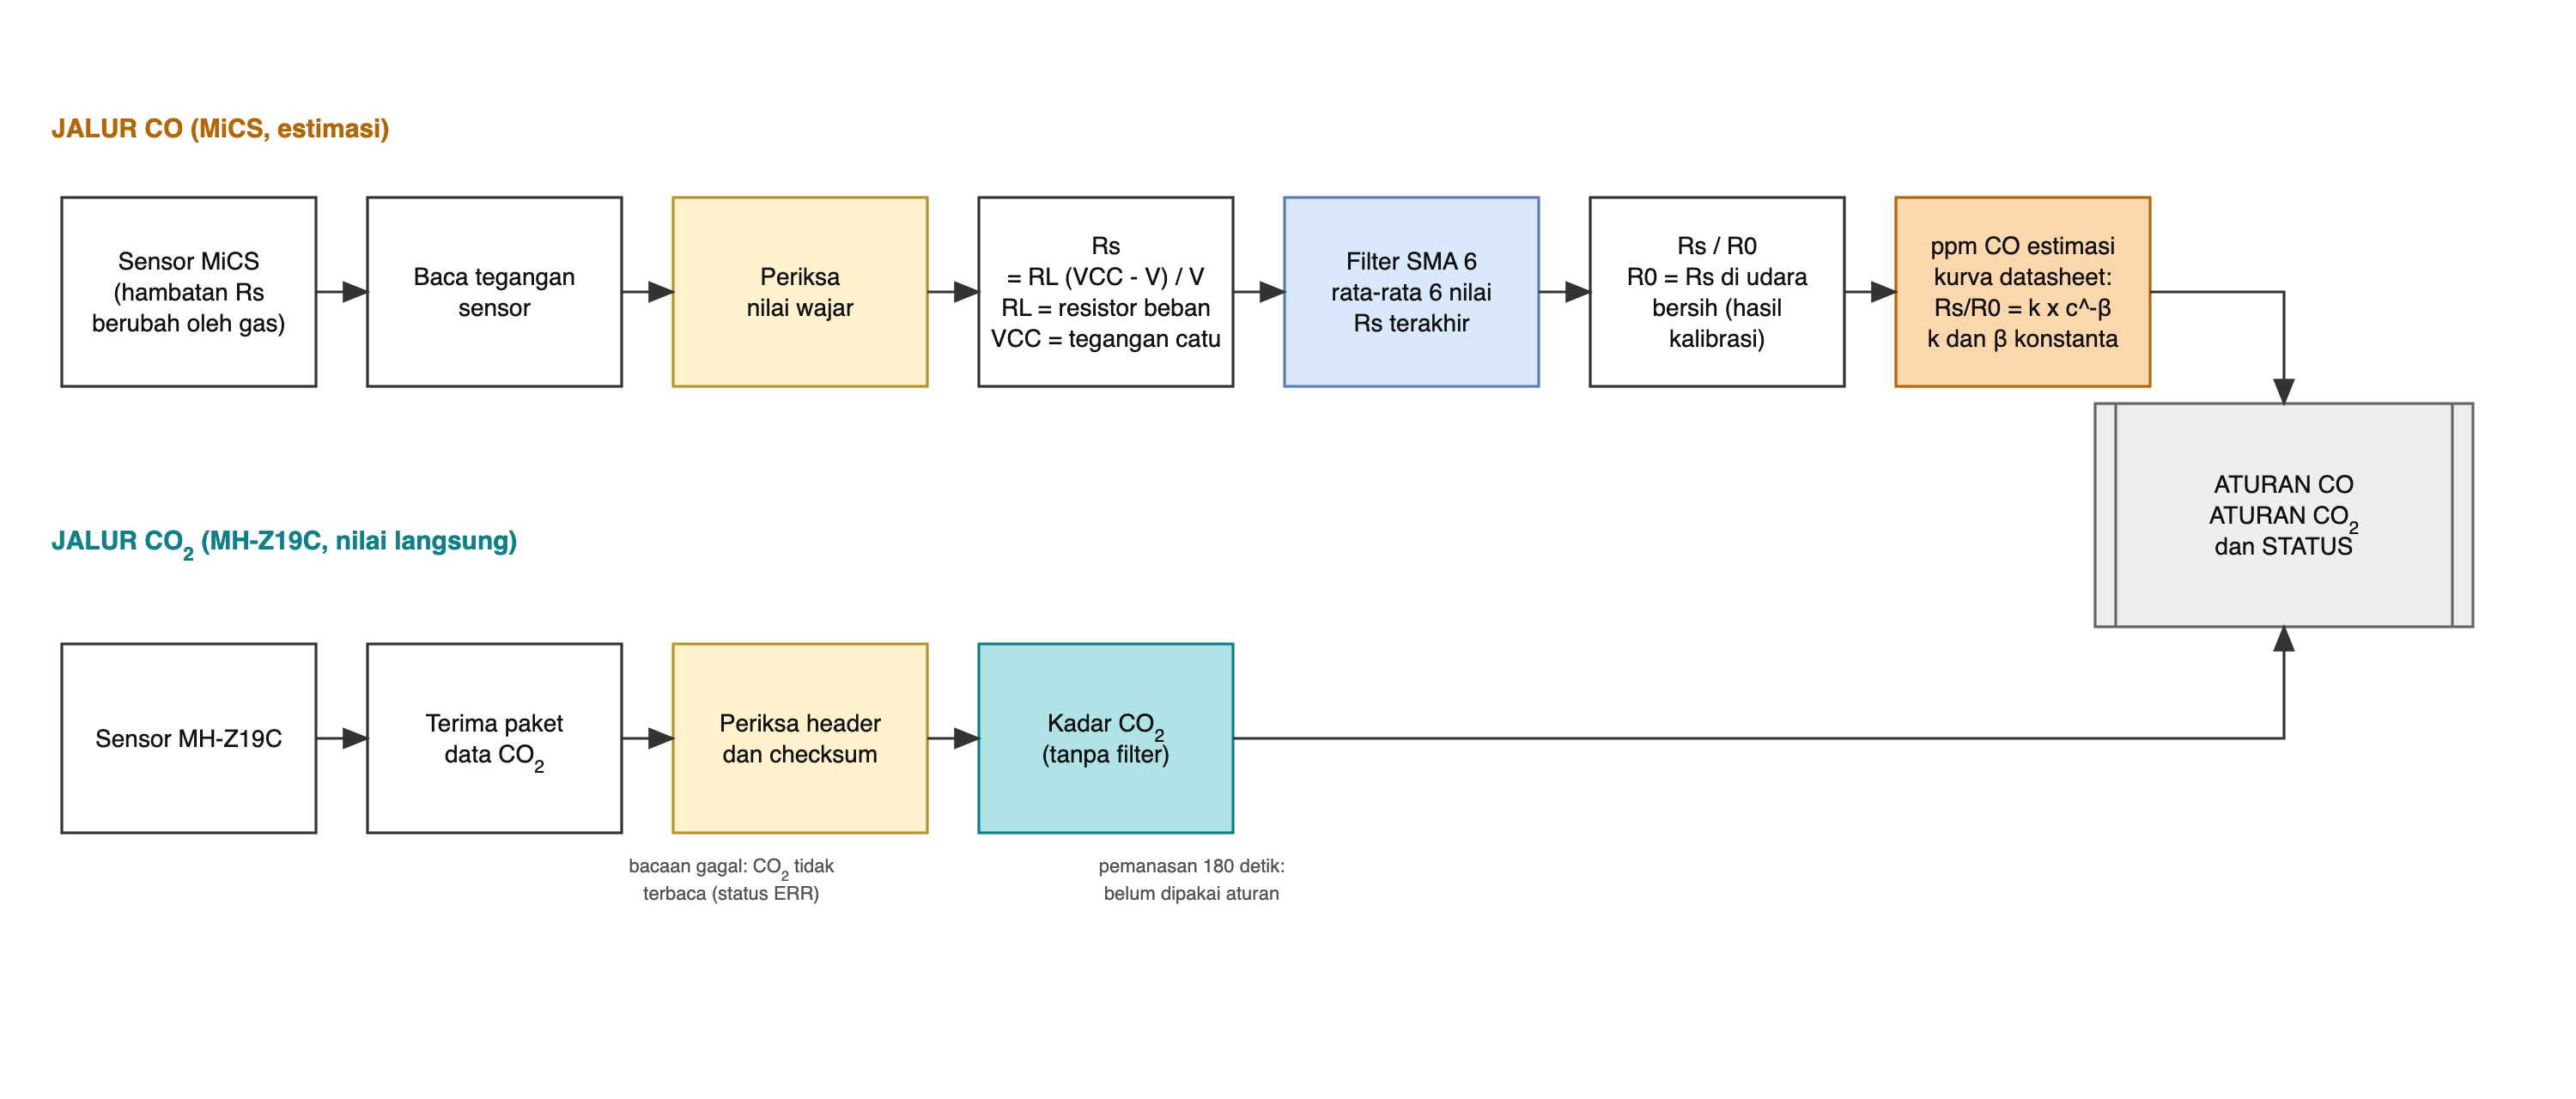 JALUR CO (MiCS, estimasi)
Sensor MiCS
(hambatan Rs
berubah oleh gas)
Baca tegangan
sensor
Periksa
nilai wajar
Rs
= RL (VCC - V) / V
RL = resistor beban
VCC = tegangan catu
Filter SMA 6
rata-rata 6 nilai
Rs terakhir
Rs / R0
R0 = Rs di udara
bersih (hasil
kalibrasi)
ppm CO estimasi
kurva datasheet:
Rs/R0 = k x c^-β
k dan β konstanta
ATURAN CO
ATURAN CO₂
dan STATUS
JALUR CO₂ (MH-Z19C, nilai langsung)
Sensor MH-Z19C
Terima paket
data CO₂
Periksa header
dan checksum
Kadar CO₂
(tanpa filter)
bacaan gagal: CO₂ tidak
terbaca (status ERR)
pemanasan 180 detik:
belum dipakai aturan